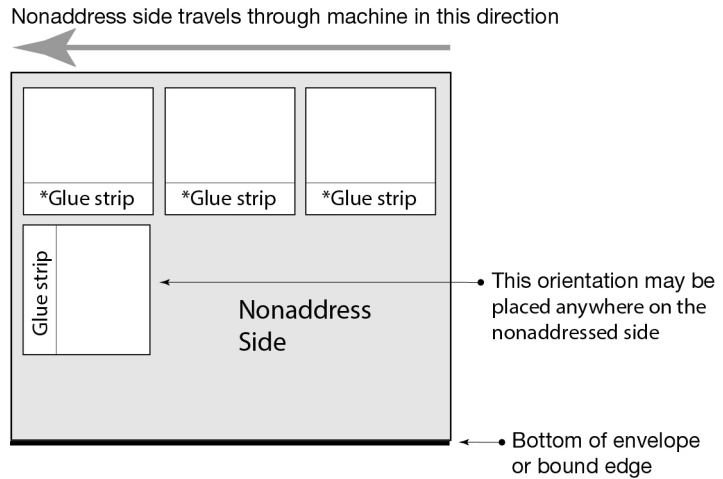 Nonaddress side travels through machine in this direction
*Glue strip
*Glue strip
*Glue strip
Glue strip
Nonaddress
Side
This orientation may be
placed anywhere on the
nonaddressed side
Bottom of envelope
or bound edge